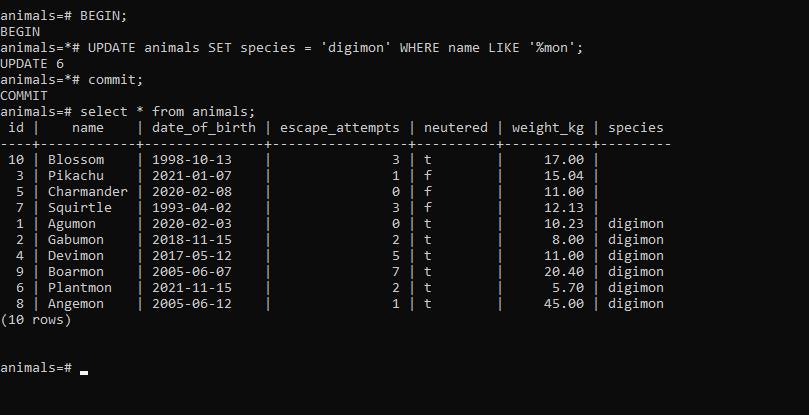 animals=# BEGIN;
BEGIN
animals=*# UPDATE animals SET species = 'digimon' WHERE name LIKE '%mon';
UPDATE 6
animals=*# commit;
COMMIT
animals=# select * from animals;
 id |    name    | date_of_birth | escape_attempts | neutered | weight_kg | species
----+------------+---------------+-----------------+----------+-----------+---------
 10 | Blossom    | 1998-10-13    |               3 | t        |     17.00 |
  3 | Pikachu    | 2021-01-07    |               1 | f        |     15.04 |
  5 | Charmander | 2020-02-08    |               0 | f        |     11.00 |
  7 | Squirtle   | 1993-04-02    |               3 | f        |     12.13 |
  1 | Agumon     | 2020-02-03    |               0 | t        |     10.23 | digimon
  2 | Gabumon    | 2018-11-15    |               2 | t        |      8.00 | digimon
  4 | Devimon    | 2017-05-12    |               5 | t        |     11.00 | digimon
  9 | Boarmon    | 2005-06-07    |               7 | t        |     20.40 | digimon
  6 | Plantmon   | 2021-11-15    |               2 | t        |      5.70 | digimon
  8 | Angemon    | 2005-06-12    |               1 | t        |     45.00 | digimon
(10 rows)
animals=#